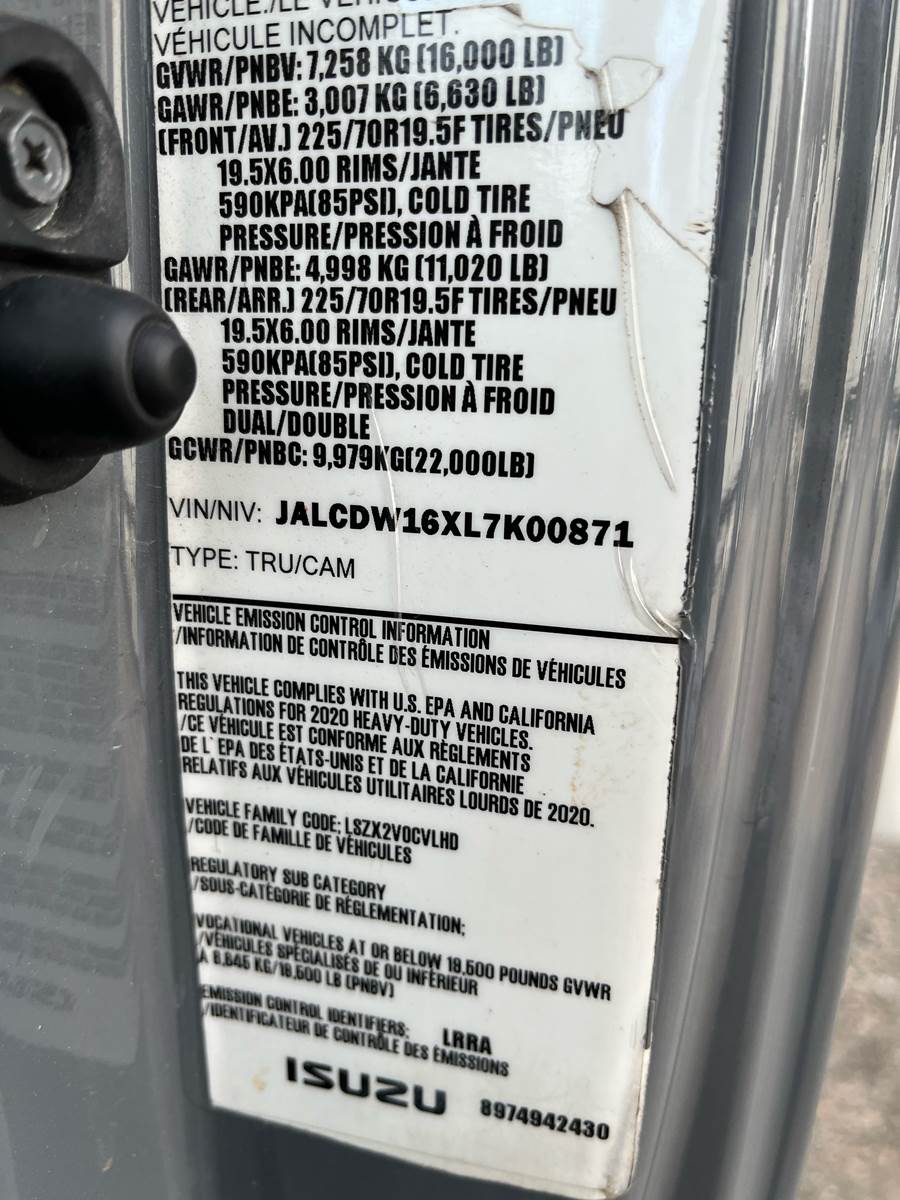 VÉHICULE INCOMPLET.
GVWR/PNBV: 7,258 KG (16,000 LB)
GAWR/PNBE: 3,007 KG (6,630 LB)
(FRONT/AV.) 225/70R19.5F TIRES/PNEU
19.5X6.00 RIMS/JANTE
590KPA(85PSI), COLD TIRE
PRESSURE/PRESSION À FROID
GAWR/PNBE: 4,998 KG (11,020 LB)
(REAR/ARR.) 225/70R19.5F TIRES/PNEU
19.5X6.00 RIMS/JANTE
590KPA(85PSI), COLD TIRE
PRESSURE/PRESSION À FROID
DUAL/DOUBLE
GCWR/PNBC: 9,979KG(22,000LB)
VIN/NIV: JALCDW16XL7K00871
TYPE: TRU/CAM
VEHICLE EMISSION CONTROL INFORMATION
/INFORMATION DE CONTRÔLE DES ÉMISSIONS DE VÉHICULES
THIS VEHICLE COMPLIES WITH U.S. EPA AND CALIFORNIA
REGULATIONS FOR 2020 HEAVY-DUTY VEHICLES.
/CE VÉHICULE EST CONFORME AUX RÈGLEMENTS
DE L' EPA DES ÉTATS-UNIS ET DE LA CALIFORNIE
RELATIFS AUX VÉHICULES UTILITAIRES LOURDS DE 2020.
VEHICLE FAMILY CODE; LSZX2VOCVLHD
/CODE DE FAMILLE DE VÉHICULES
REGULATORY SUB CATEGORY
/SOUS-CATÉGORIE DE RÉGLEMENTATION;
VOCATIONAL VEHICLES AT OR BELOW 19,500 POUNDS GVWR
/VÉHICULES SPÉCIALISÉS DE OU INFÉRIEUR
À 8,845 KG/19,500 LB (PNBV)
EMISSION CONTROL IDENTIFIERS; LRRA
/IDENTIFICATEUR DE CONTRÔLE DES ÉMISSIONS
ISUZU 8974942430